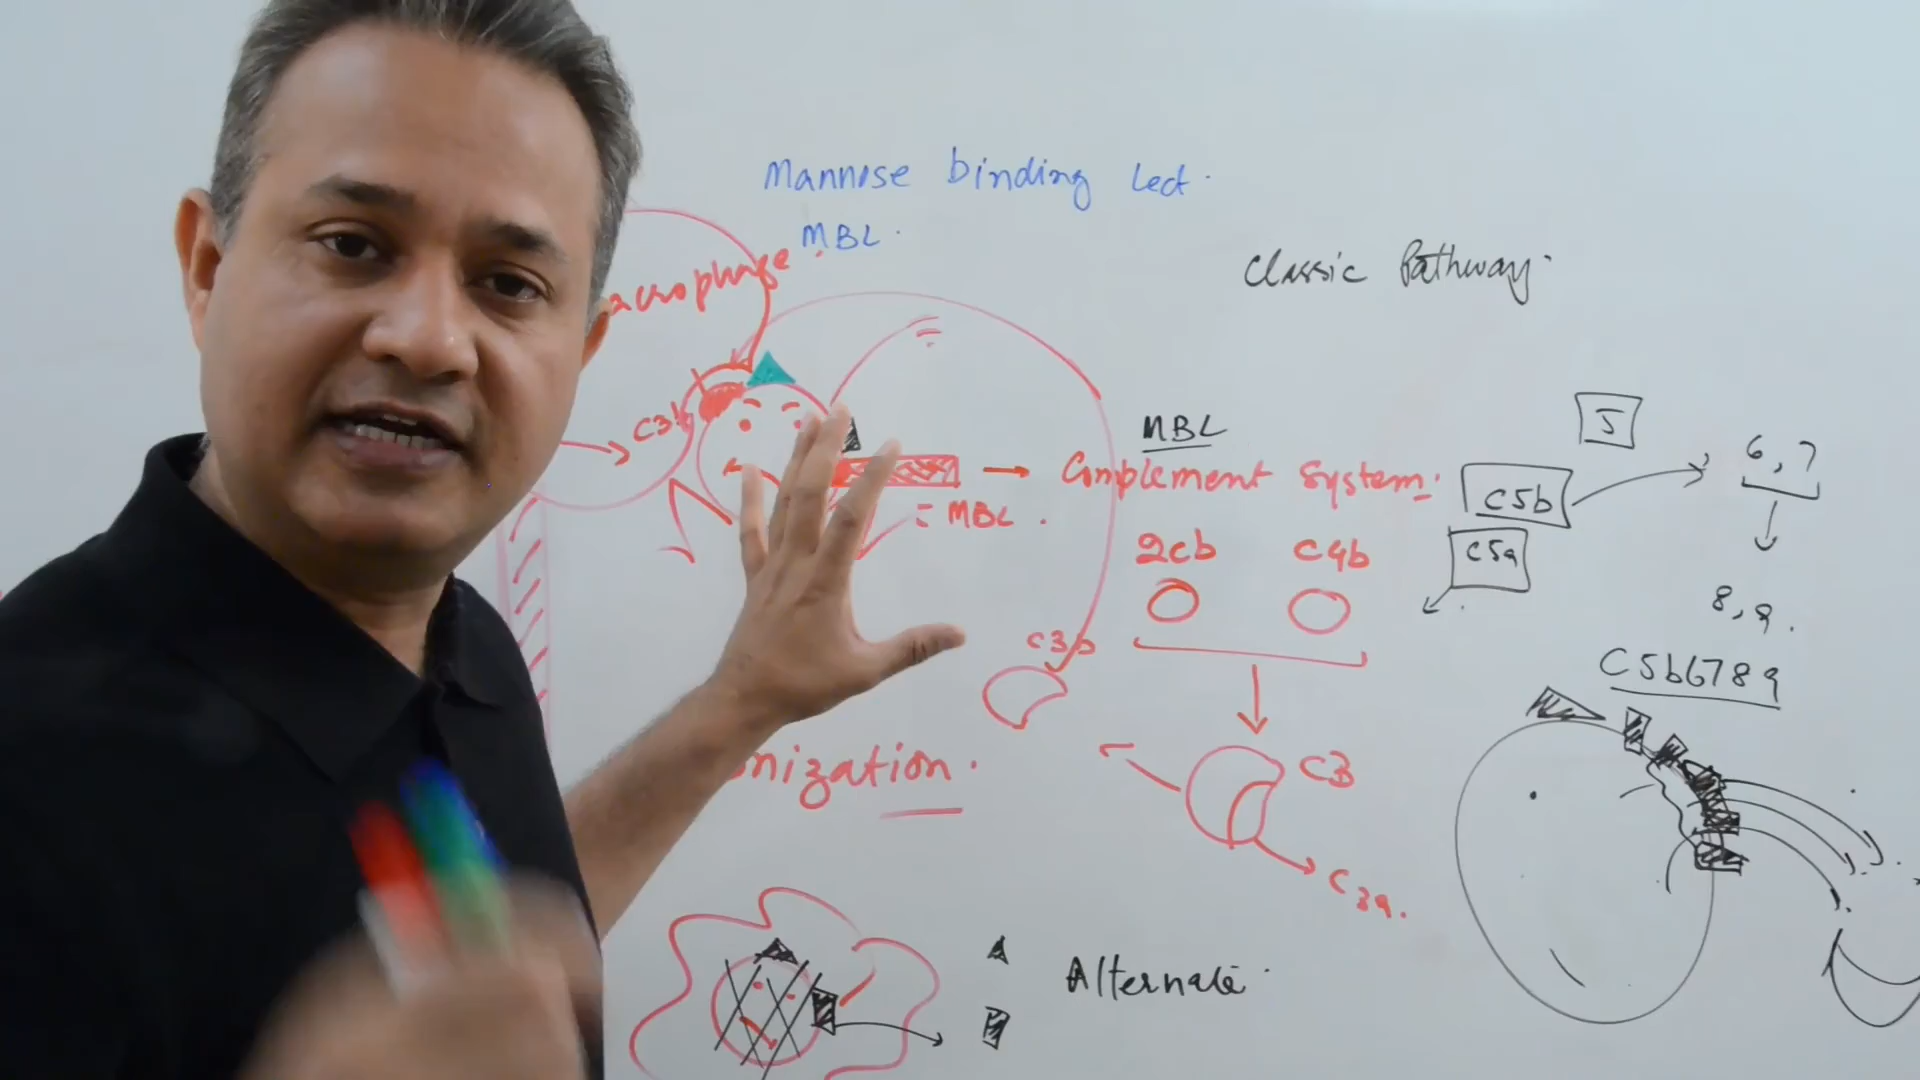 Mannose binding Lect.
MBL.
Classic Pathway.
acrophage.
5
C3b
MBL
6, 7
Complement System:
C5b
= MBL.
C5a
2cb C4b
8, 9.
C3b
C5b6789
onization.
C3
C3a.
Alternate